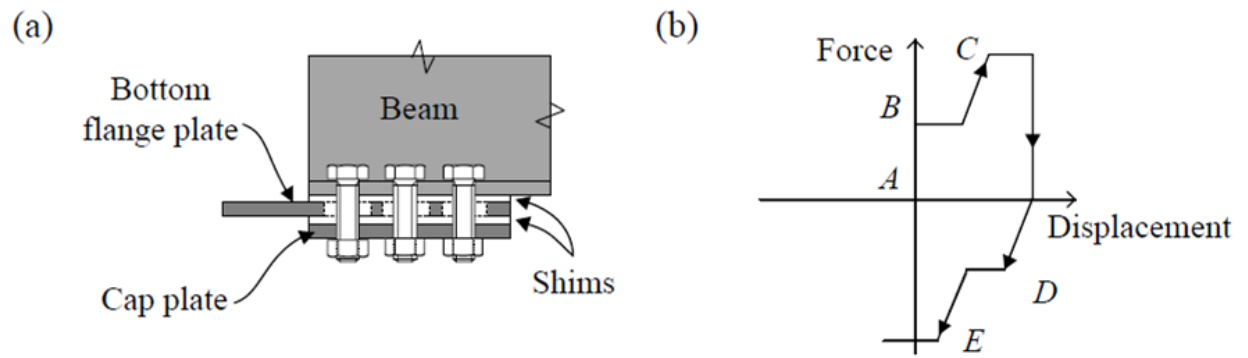 (a)
Bottom
flange plate
Beam
Cap plate
Shims
(b)
Force
C
B
A
Displacement
D
E